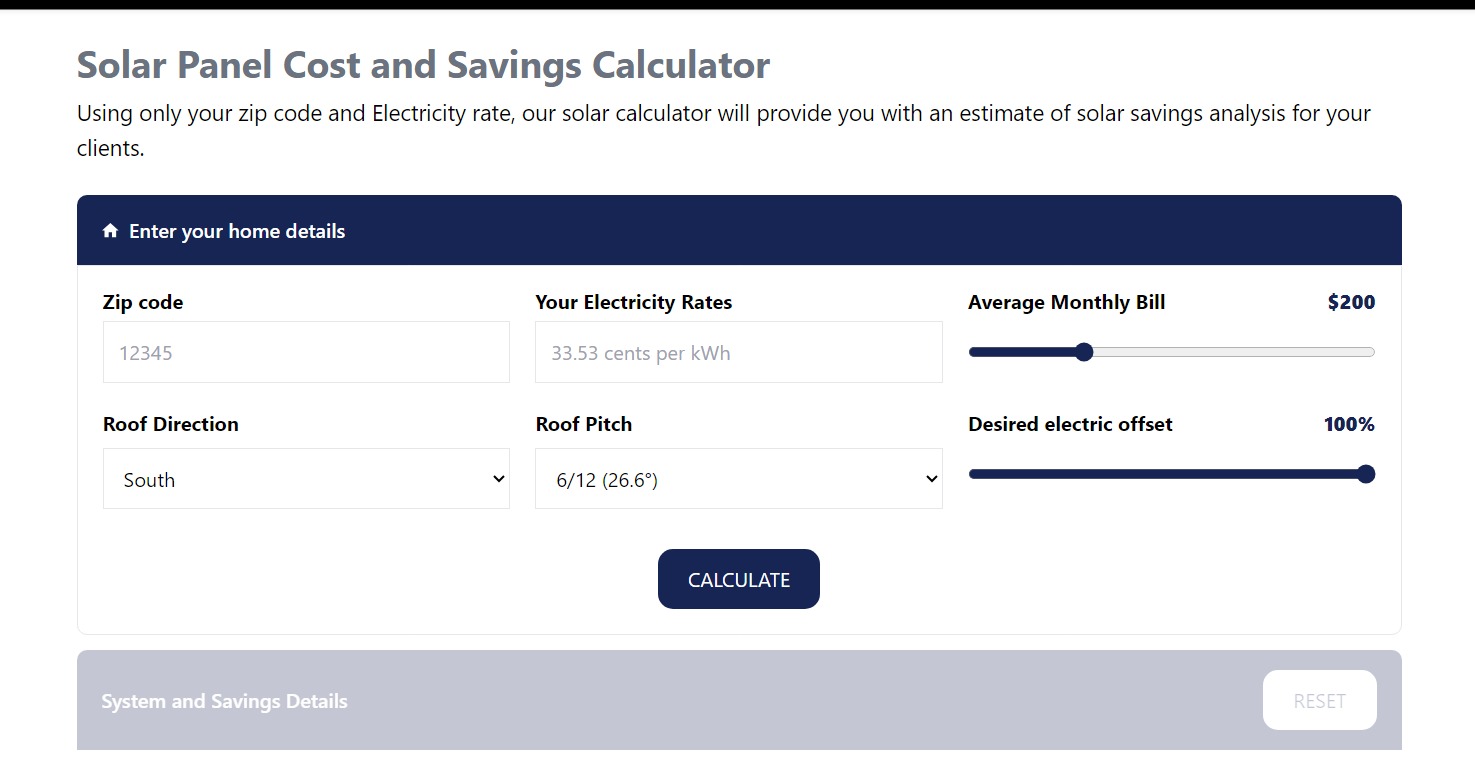 Solar Panel Cost and Savings Calculator
Using only your zip code and Electricity rate, our solar calculator will provide you with an estimate of solar savings analysis for your
clients.
Enter your home details
Zip code
12345
Your Electricity Rates
33.53 cents per kWh
Average Monthly Bill
$200
Roof Direction
South
Roof Pitch
6/12 (26.6°)
Desired electric offset
100%
CALCULATE
System and Savings Details
RESET